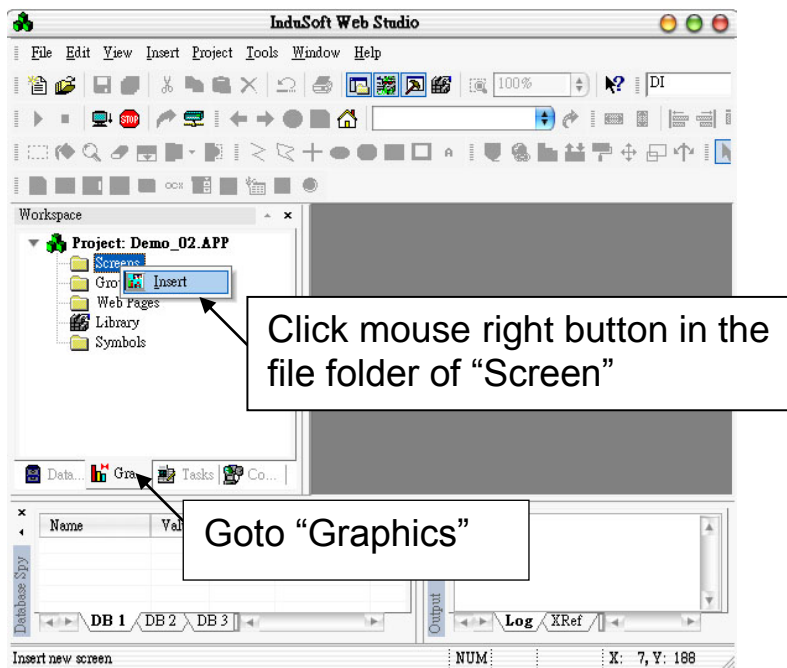 InduSoft Web Studio
File Edit View Insert Project Tools Window Help
100% DI
STOP
A
ocx
Workspace
Project: Demo_02.APP
Screens
Insert
Web Pages
Library
Symbols
Click mouse right button in the
file folder of “Screen”
Data... Gra Tasks Co...
Goto “Graphics”
Name Val
Database Spy
DB 1 DB 2 DB 3
Output
Log XRef
Insert new screen NUM X: 7, Y: 188